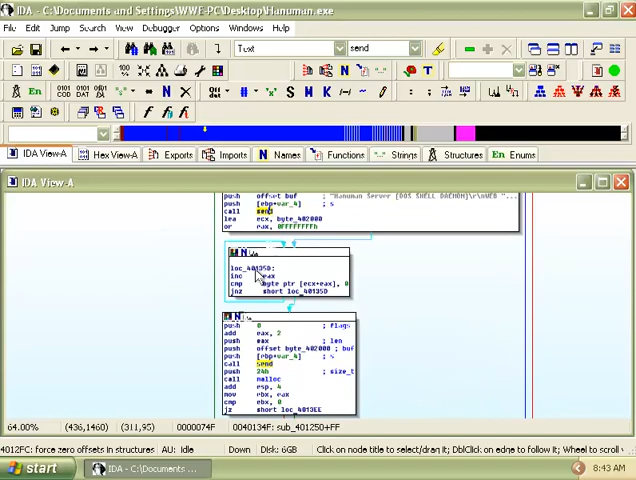 IDA - C:\Documents and Settings\WWE-PC\Desktop\Hanuman.exe
File Edit Jump Search View Debugger Options Windows Help
Text send
En S M K
IDA View-A Hex View-A Exports Imports Names Functions Strings Structures En Enums
IDA View-A
push offset buf ; "Hanuman Server [DOS SHELL DAEMON]\r\nWEB "...
push [ebp+var_4] ; s
call send
lea ecx, byte_402000
or eax, 0FFFFFFFFh
loc_40135D:
inc eax
cmp byte ptr [ecx+eax], 0
jnz short loc_40135D
push 0 ; flags
add eax, 2
push eax ; len
push offset byte_402000 ; buf
push [ebp+var_4] ; s
call send
push 24h ; size_t
call malloc
add esp, 4
mov ebx, eax
cmp ebx, 0
jz short loc_4013EE
64.00% (436,1460) (311,95) 0000074F 0040134F: sub_401250+FF
4012FC: force zero offsets in structures AU: idle Down Disk: 6GB Click on node title to select/drag it; DblClick on edge to follow it; Wheel to scroll v
start IDA - C:\Documents ... 8:43 AM